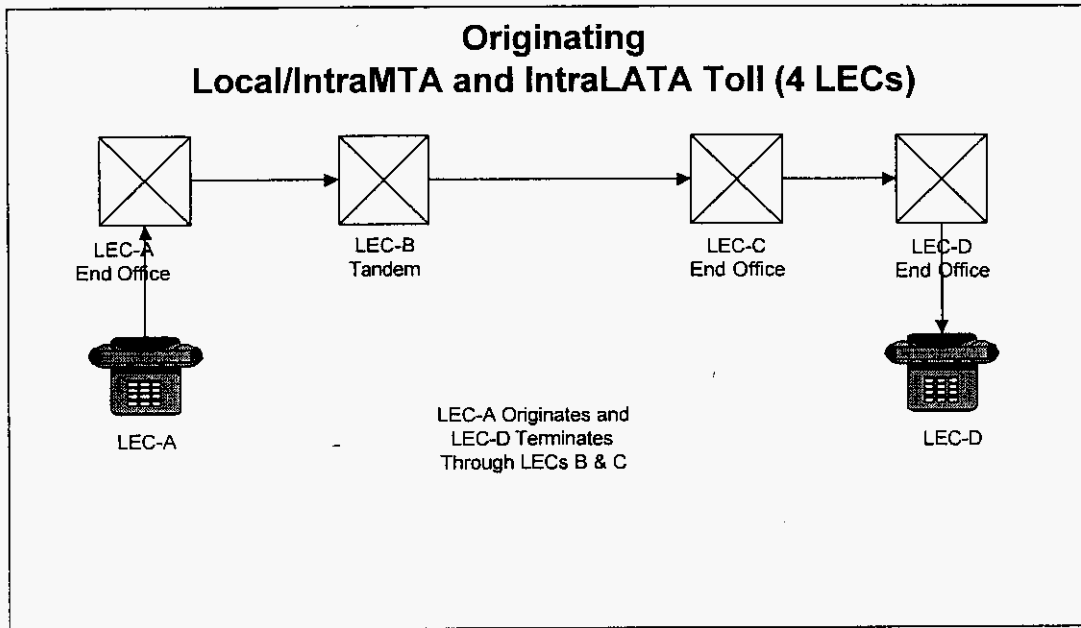 Originating
Local/IntraMTA and IntraLATA Toll (4 LECs)
LEC-A
End Office
LEC-B
Tandem
LEC-C
End Office
LEC-D
End Office
LEC-A
LEC-D
LEC-A Originates and
LEC-D Terminates
Through LECs B & C